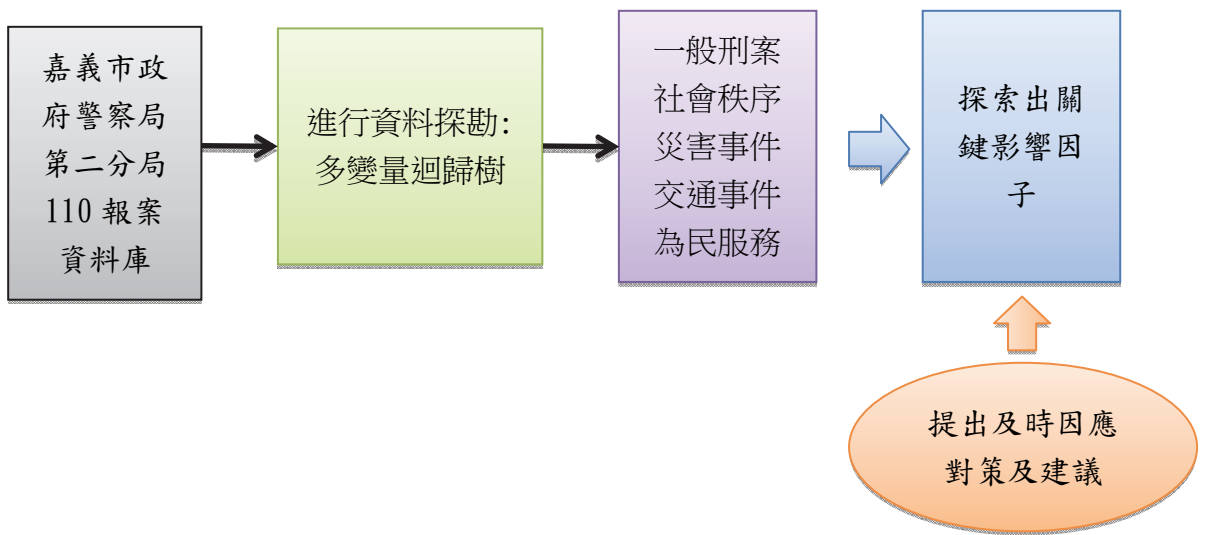 嘉義市政
府警察局
第二分局
110 報案
資料庫
進行資料探勘:
多變量迴歸樹
一般刑案
社會秩序
災害事件
交通事件
為民服務
探索出關
鍵影響因
子
提出及時因應
對策及建議